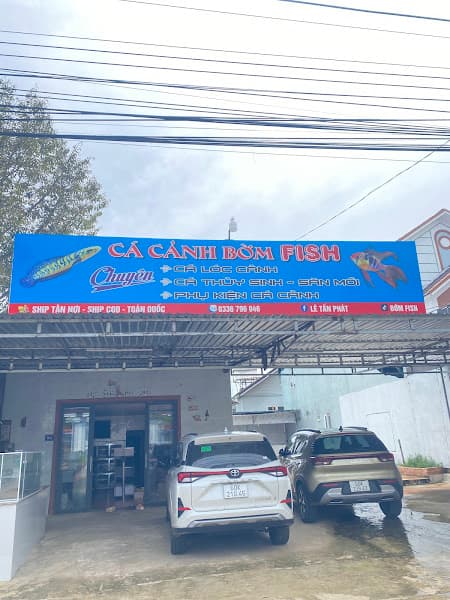 CÁ CẢNH BỜM FISH
Chuyên
CÁ LÓC CẢNH
CÁ THỦY SINH - SĂN MỒI
PHỤ KIỆN CÁ CẢNH
SHIP TẬN NƠI - SHIP COD - TOÀN QUỐC
0336 796 046
LÊ TẤN PHÁT
BỜM FISH
TOYOTA